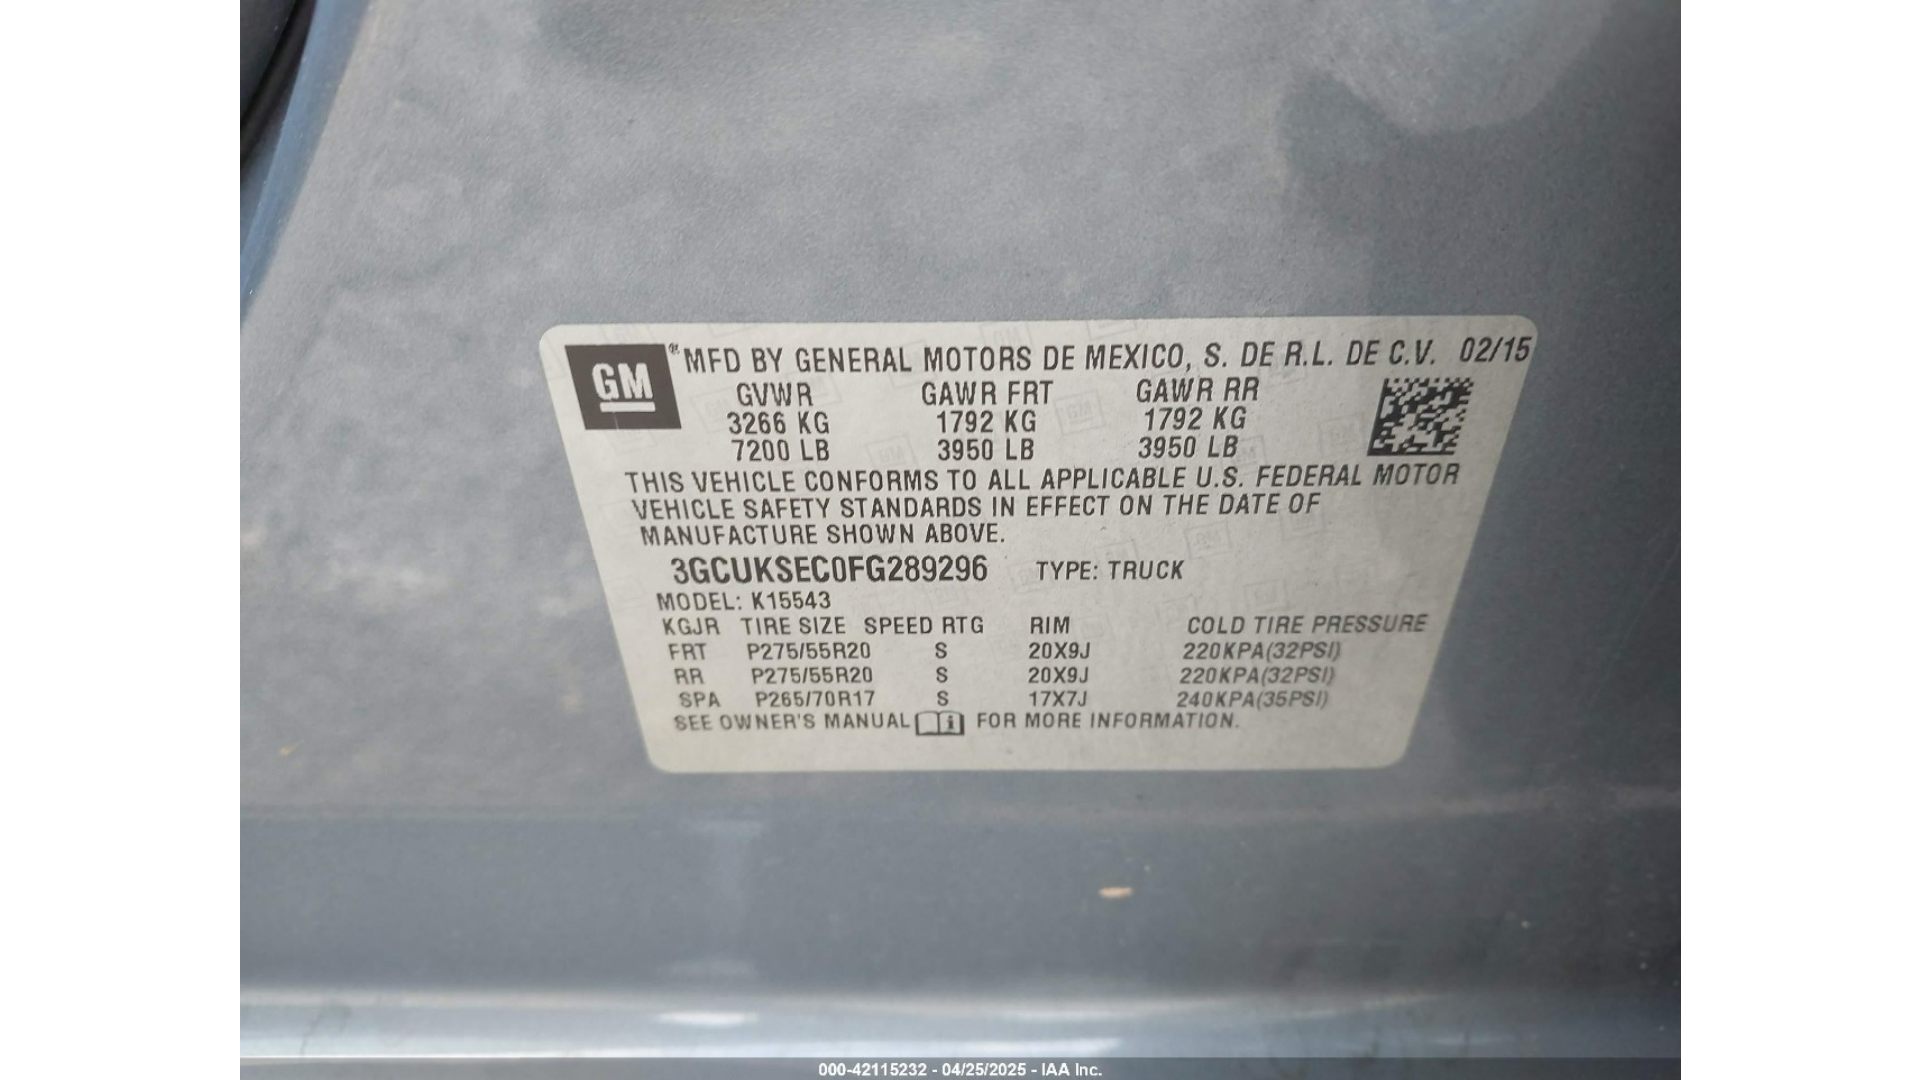 GM ® MFD BY GENERAL MOTORS DE MEXICO, S. DE R.L. DE C.V. 02/15
GVWR GAWR FRT GAWR RR
3266 KG 1792 KG 1792 KG
7200 LB 3950 LB 3950 LB
THIS VEHICLE CONFORMS TO ALL APPLICABLE U.S. FEDERAL MOTOR
VEHICLE SAFETY STANDARDS IN EFFECT ON THE DATE OF
MANUFACTURE SHOWN ABOVE.
3GCUKSEC0FG289296 TYPE: TRUCK
MODEL: K15543
KGJR TIRE SIZE SPEED RTG RIM COLD TIRE PRESSURE
FRT P275/55R20 S 20X9J 220KPA(32PSI)
RR P275/55R20 S 20X9J 220KPA(32PSI)
SPA P265/70R17 S 17X7J 240KPA(35PSI)
SEE OWNER'S MANUAL i FOR MORE INFORMATION.
000-42115232 - 04/25/2025 - IAA Inc.